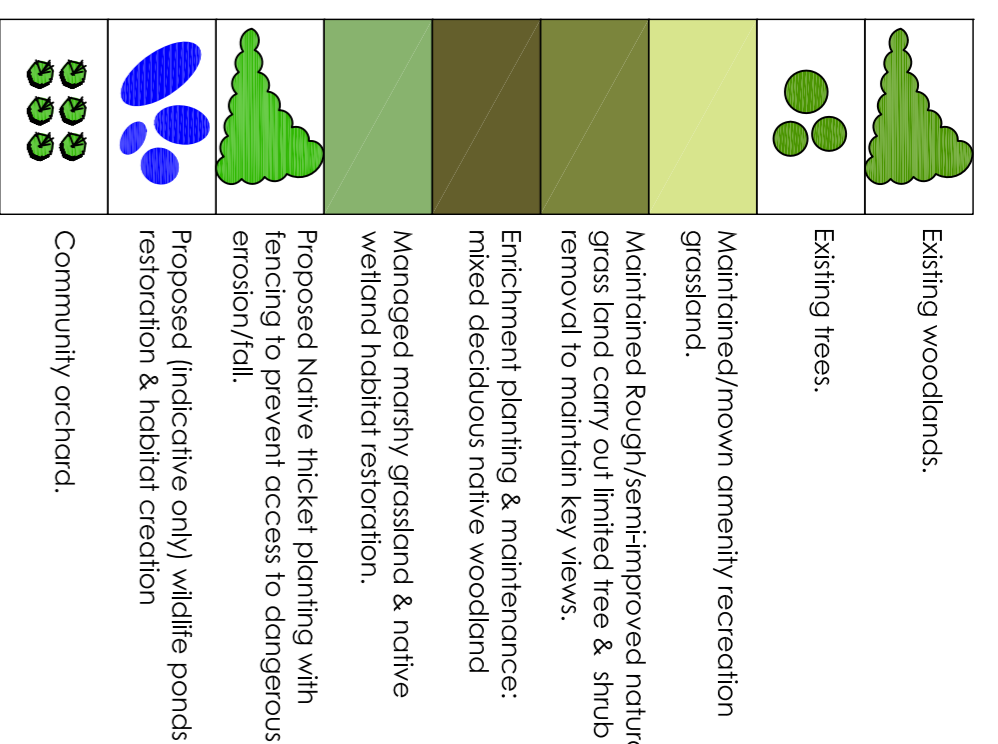 Existing woodlands.
Existing trees.
Maintained/mown amenity recreation
grassland.
Maintained Rough/semi-improved
grass land carry out limited tree & shrub
removal to maintain key views.
Enrichment planting & maintenance:
mixed deciduous native woodland
Managed marshy grassland & native
wetland habitat restoration.
Proposed Native thicket planting with
fencing to prevent access to dangerous
errosion/fall.
Proposed (indicative only) wildlife ponds
restoration & habitat creation
Community orchard.